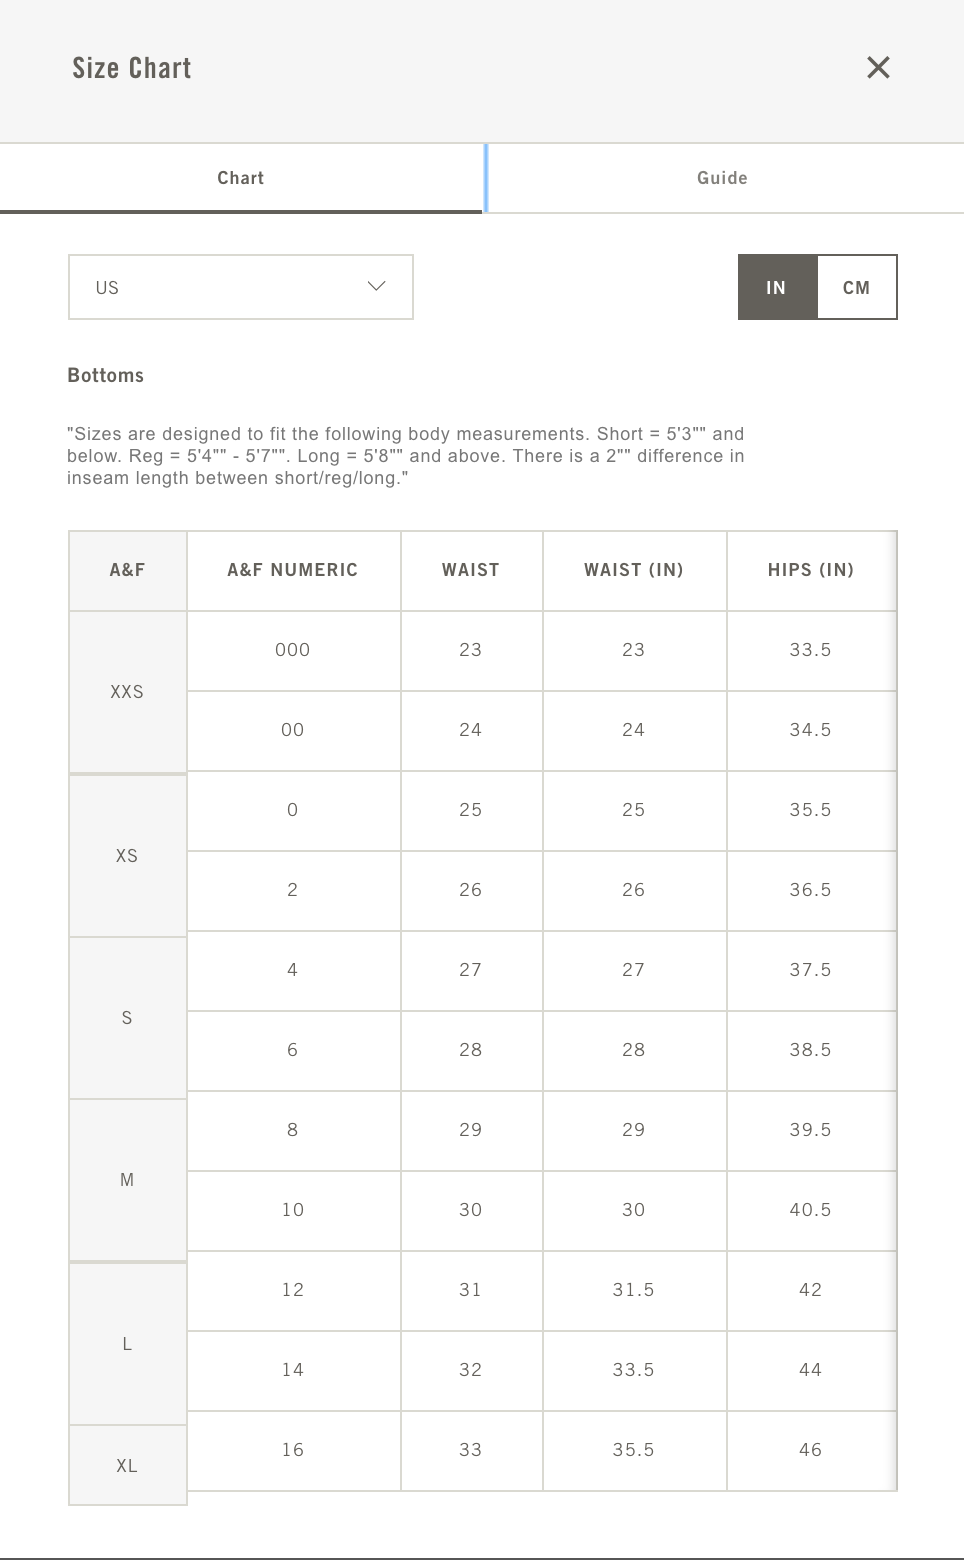 Size Chart
Chart
Guide
US
IN
CM
Bottoms
"Sizes are designed to fit the following body measurements. Short = 5'3"" and
below. Reg = 5'4"" - 5'7"". Long = 5'8"" and above. There is a 2"" difference in
inseam length between short/reg/long."
A&F A&F NUMERIC WAIST WAIST (IN) HIPS (IN)
XXS
000 23 23 33.5
00 24 24 34.5
XS
0 25 25 35.5
2 26 26 36.5
S
4 27 27 37.5
6 28 28 38.5
M
8 29 29 39.5
10 30 30 40.5
L
12 31 31.5 42
14 32 33.5 44
XL
16 33 35.5 46